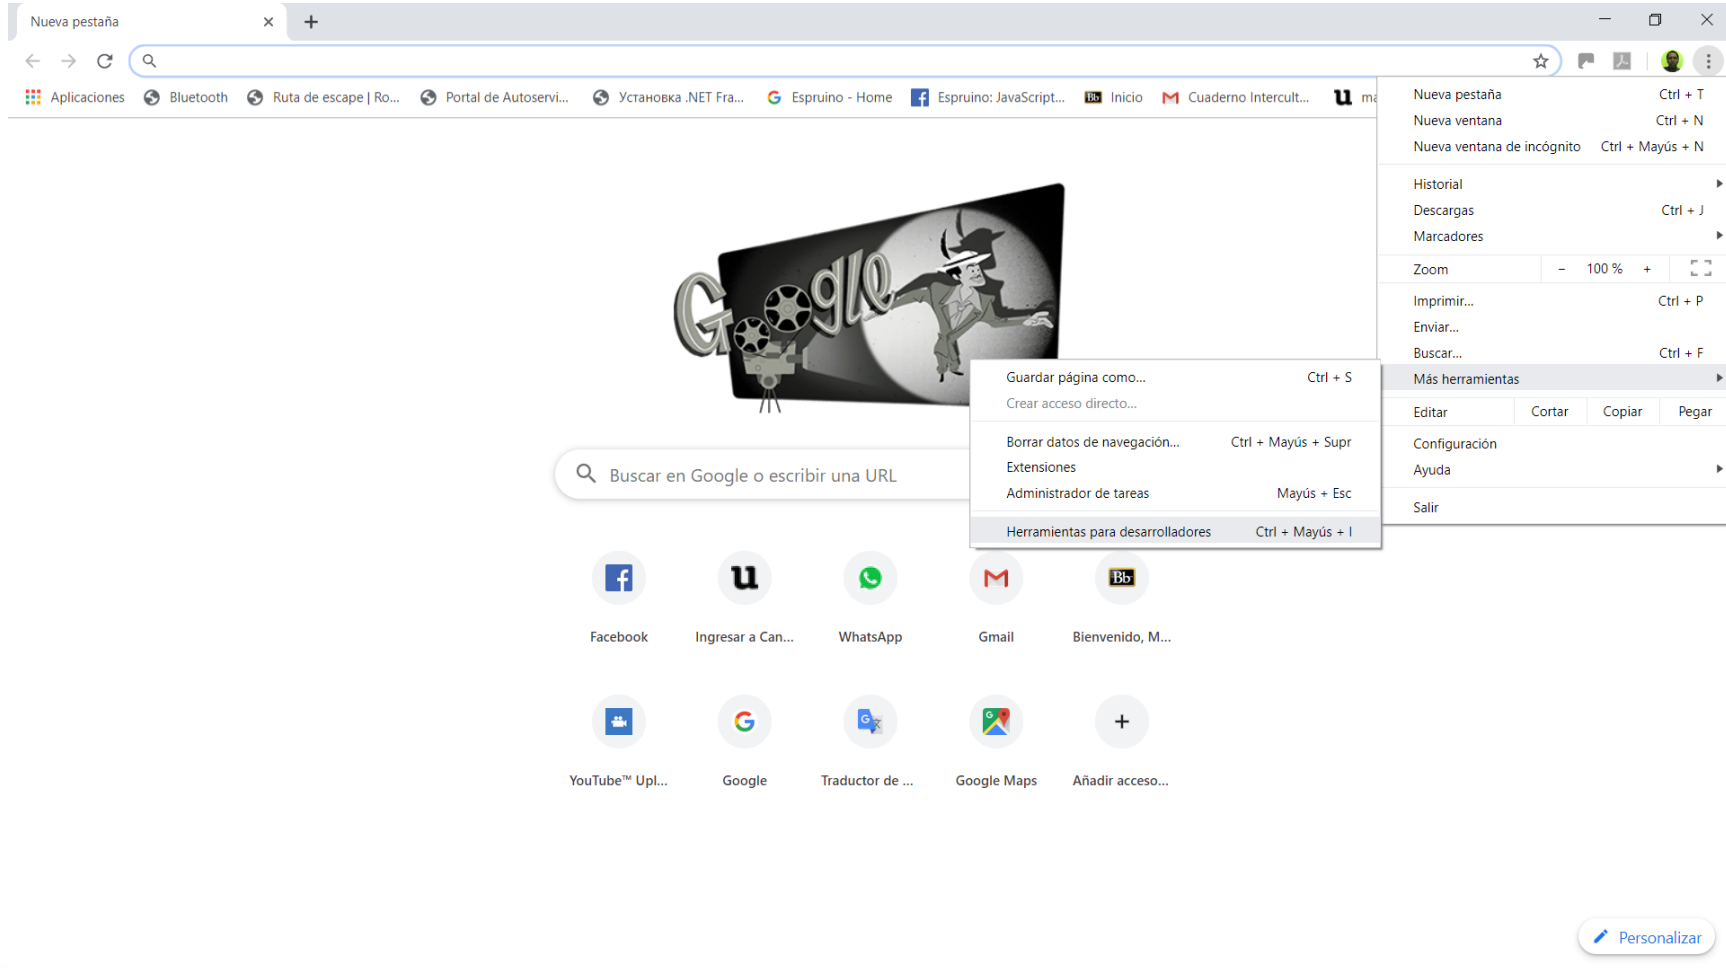 Nueva pestaña
Aplicaciones Bluetooth Ruta de escape | Ro... Portal de Autoservi... Установка .NET Fra... Espruino - Home Espruino: JavaScript... Bb Inicio Cuaderno Intercult... u ma
Nueva pestaña Ctrl + T
Nueva ventana Ctrl + N
Nueva ventana de incógnito Ctrl + Mayús + N
Historial
Descargas Ctrl + J
Marcadores
Zoom - 100 % +
Imprimir... Ctrl + P
Enviar...
Buscar... Ctrl + F
Más herramientas
Editar Cortar Copiar Pegar
Configuración
Ayuda
Salir
Google
Guardar página como... Ctrl + S
Crear acceso directo...
Borrar datos de navegación... Ctrl + Mayús + Supr
Extensiones
Administrador de tareas Mayús + Esc
Herramientas para desarrolladores Ctrl + Mayús + I
Buscar en Google o escribir una URL
u Bb
Facebook Ingresar a Can... WhatsApp Gmail Bienvenido, M...
YouTube™ Upl... Google Traductor de ... Google Maps Añadir acceso...
Personalizar